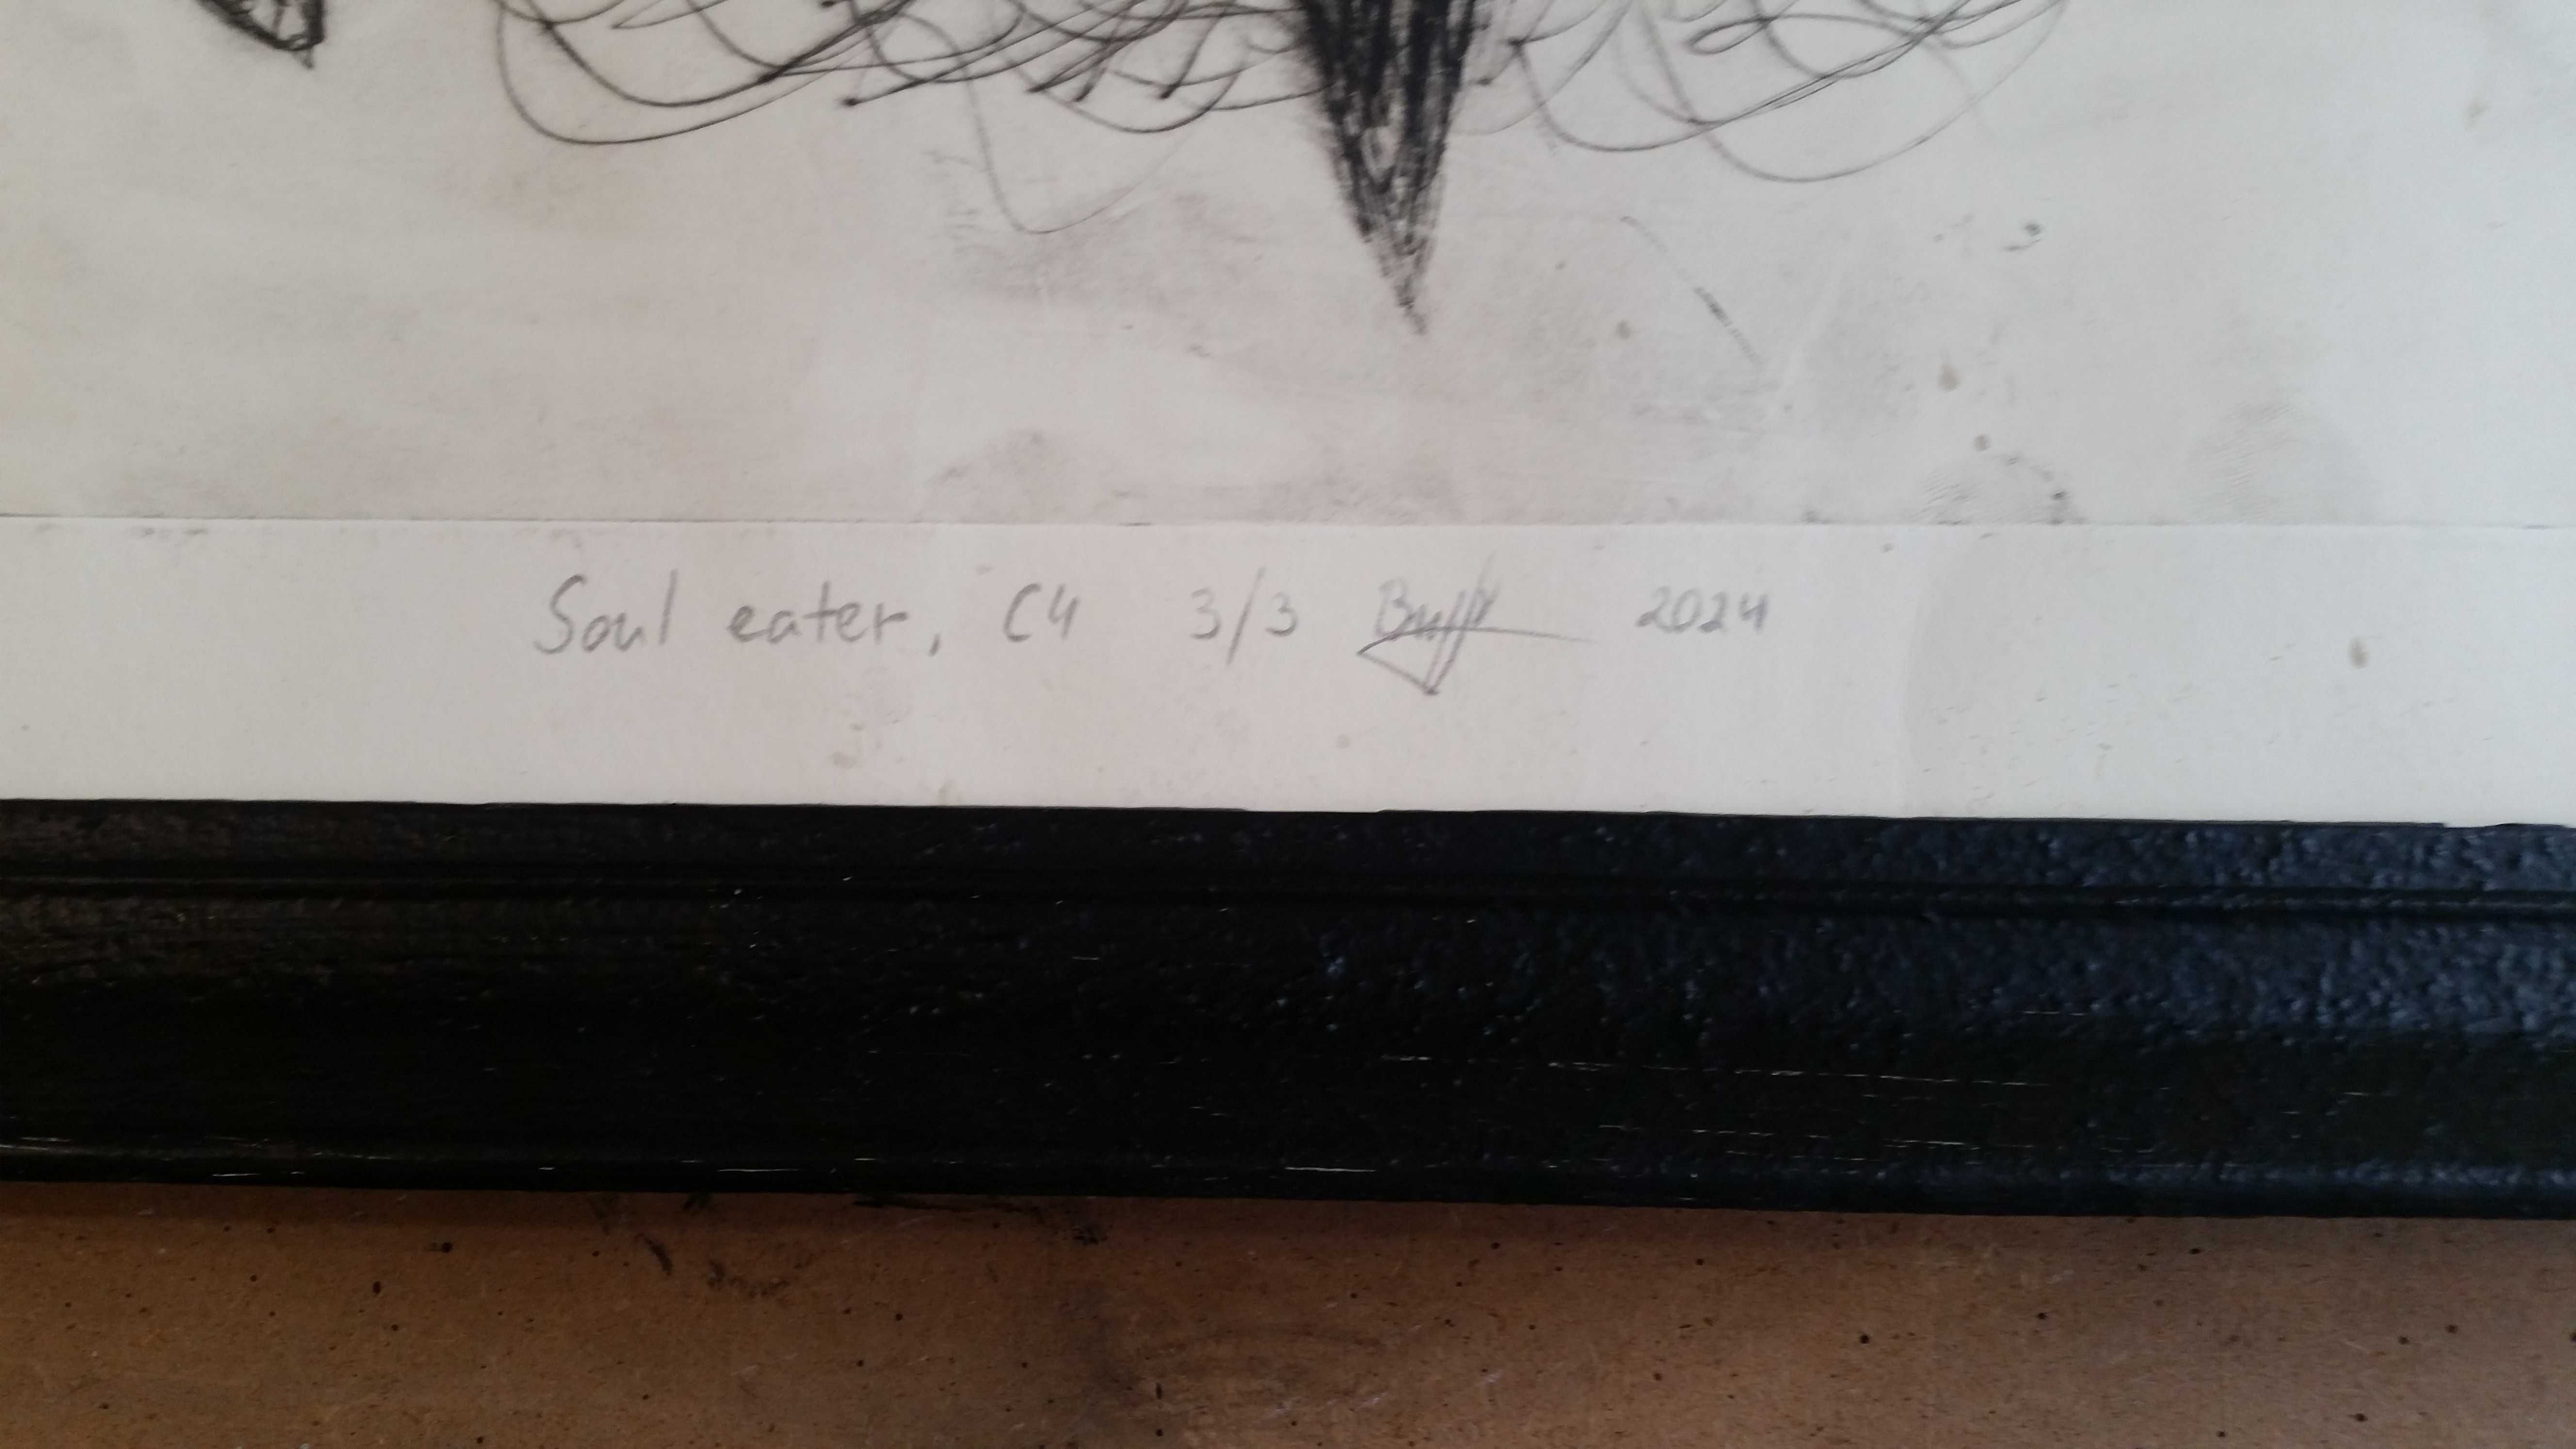 Soul eater, C4 3/3 2024